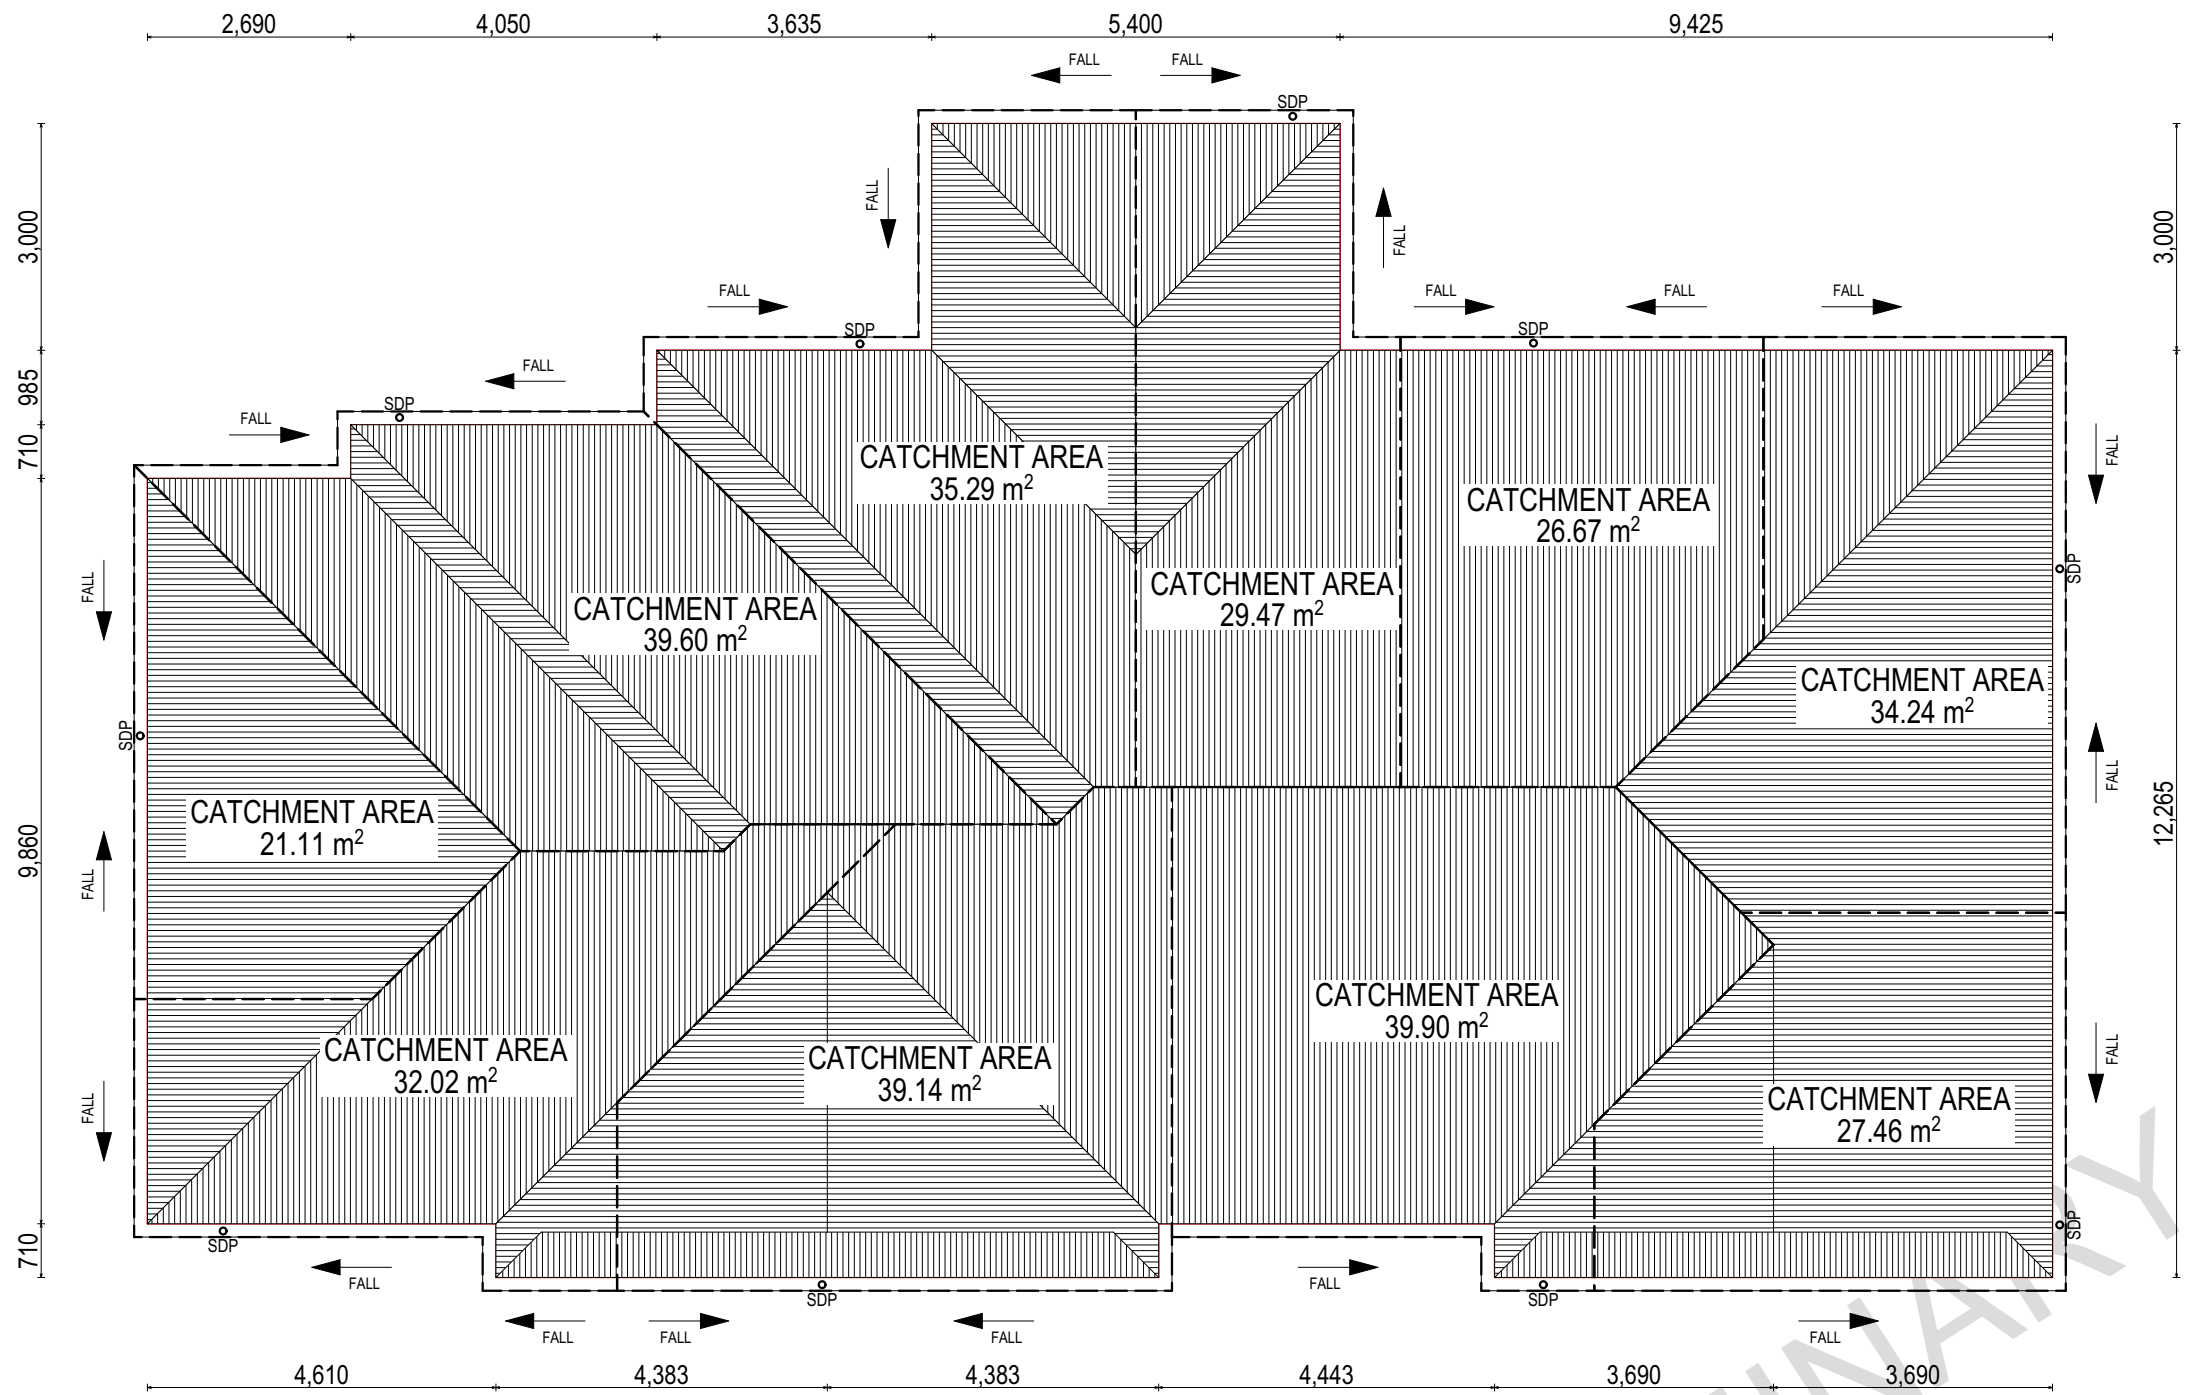 2,690 4,050 3,635 5,400 9,425
FALL FALL
SDP
3,000 FALL FALL 3,000
FALL FALL FALL FALL
SDP SDP
985 FALL
SDP
FALL
710 FALL
CATCHMENT AREA
35.29 m²
CATCHMENT AREA
26.67 m²
FALL SDP
CATCHMENT AREA
29.47 m²
CATCHMENT AREA
39.60 m²
CATCHMENT AREA
34.24 m²
SDP
FALL
CATCHMENT AREA
21.11 m²
9,860 12,265
FALL
CATCHMENT AREA
39.90 m²
CATCHMENT AREA
32.02 m²
CATCHMENT AREA
39.14 m²
FALL FALL
CATCHMENT AREA
27.46 m²
SDP SDP
710
FALL FALL
SDP SDP
FALL FALL FALL FALL
4,610 4,383 4,383 4,443 3,690 3,690